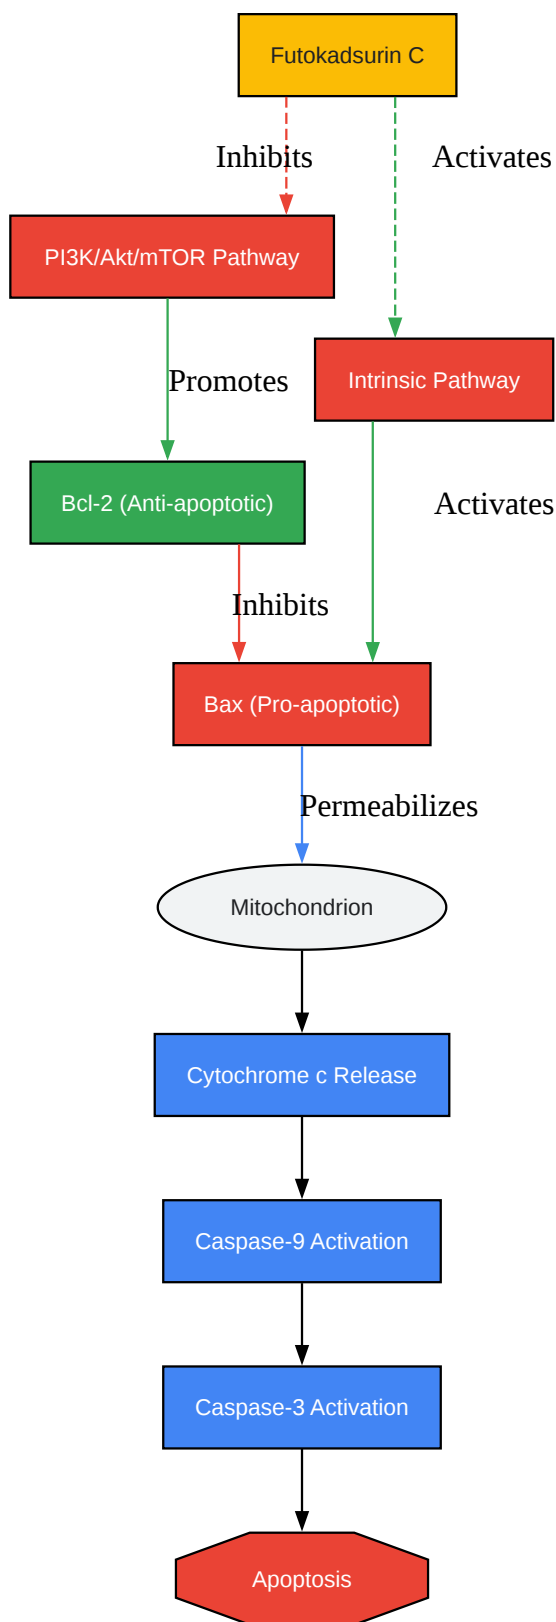 Futokadsurin C
Inhibits
Activates
PI3K/Akt/mTOR Pathway
Promotes
Intrinsic Pathway
Bcl-2 (Anti-apoptotic)
Activates
Inhibits
Bax (Pro-apoptotic)
Permeabilizes
Mitochondrion
Cytochrome c Release
Caspase-9 Activation
Caspase-3 Activation
Apoptosis